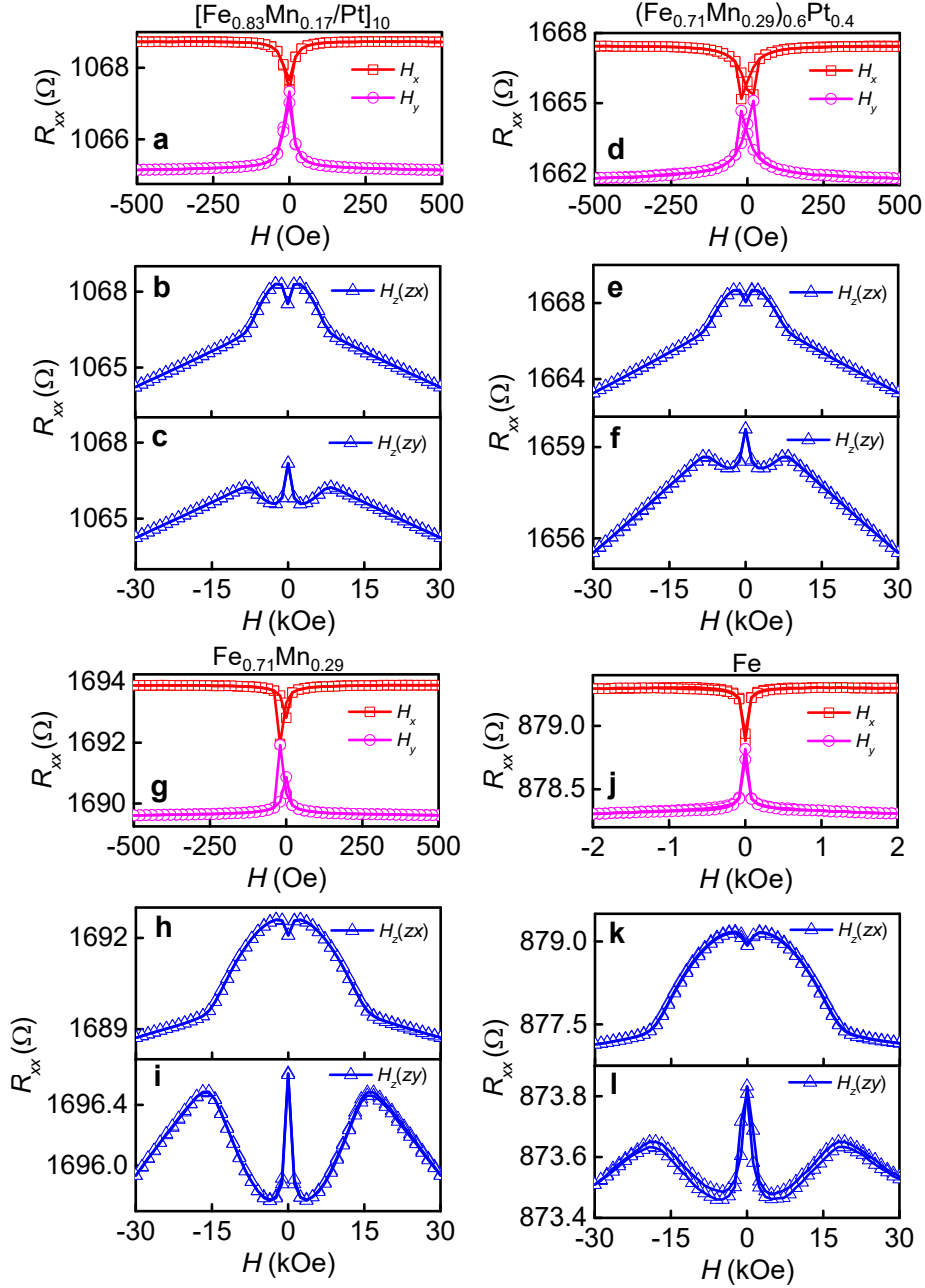 [Fe0.83Mn0.17/Pt]10
1068
1066
Rxx (Ω)
Hx
Hy
a
-500 -250 0 250 500
H (Oe)
(Fe0.71Mn0.29)0.6Pt0.4
1668
1665
1662
Rxx (Ω)
Hx
Hy
d
-500 -250 0 250 500
H (Oe)
b
Hz(zx)
1068
1065
Rxx (Ω)
c
Hz(zy)
1068
1065
-30 -15 0 15 30
H (kOe)
e
Hz(zx)
1668
1664
Rxx (Ω)
f
Hz(zy)
1659
1656
-30 -15 0 15 30
H (kOe)
Fe0.71Mn0.29
1694
1692
1690
Rxx (Ω)
Hx
Hy
g
-500 -250 0 250 500
H (Oe)
Fe
879.0
878.5
Rxx (Ω)
Hx
Hy
j
-2 -1 0 1 2
H (kOe)
h
Hz(zx)
1692
1689
Rxx (Ω)
i
Hz(zy)
1696.4
1696.0
-30 -15 0 15 30
H (kOe)
k
Hz(zx)
879.0
877.5
Rxx (Ω)
l
Hz(zy)
873.8
873.6
873.4
-30 -15 0 15 30
H (kOe)